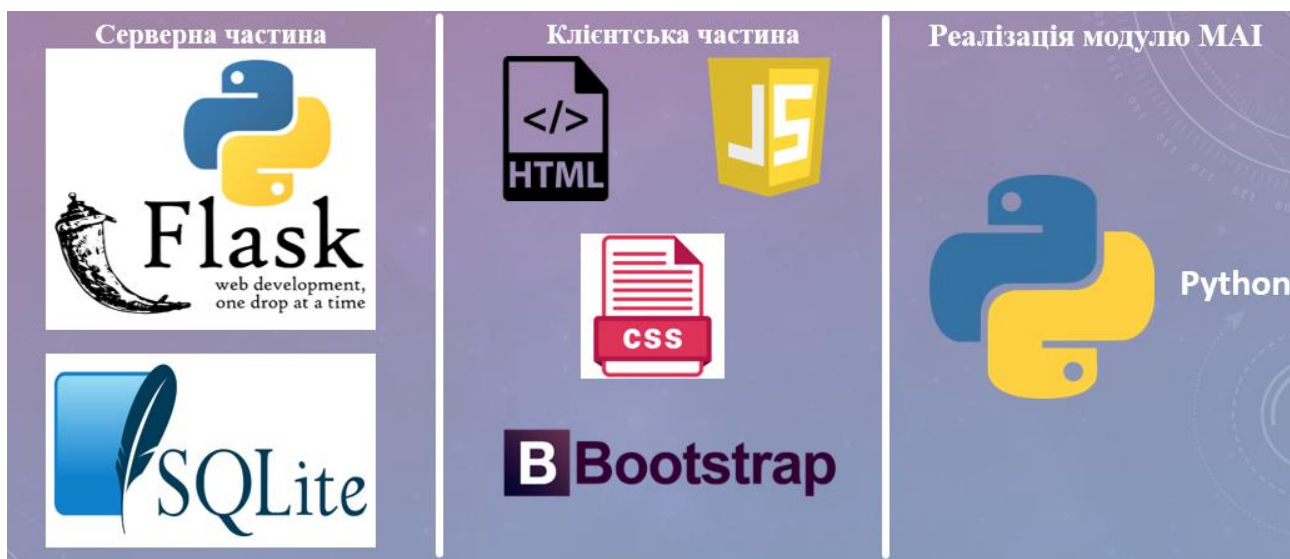 Серверна частина
Flask
web development,
one drop at a time
SQLite
Клієнтська частина
</>
HTML
JS
CSS
B Bootstrap
Реалізація модулю МАІ
Python